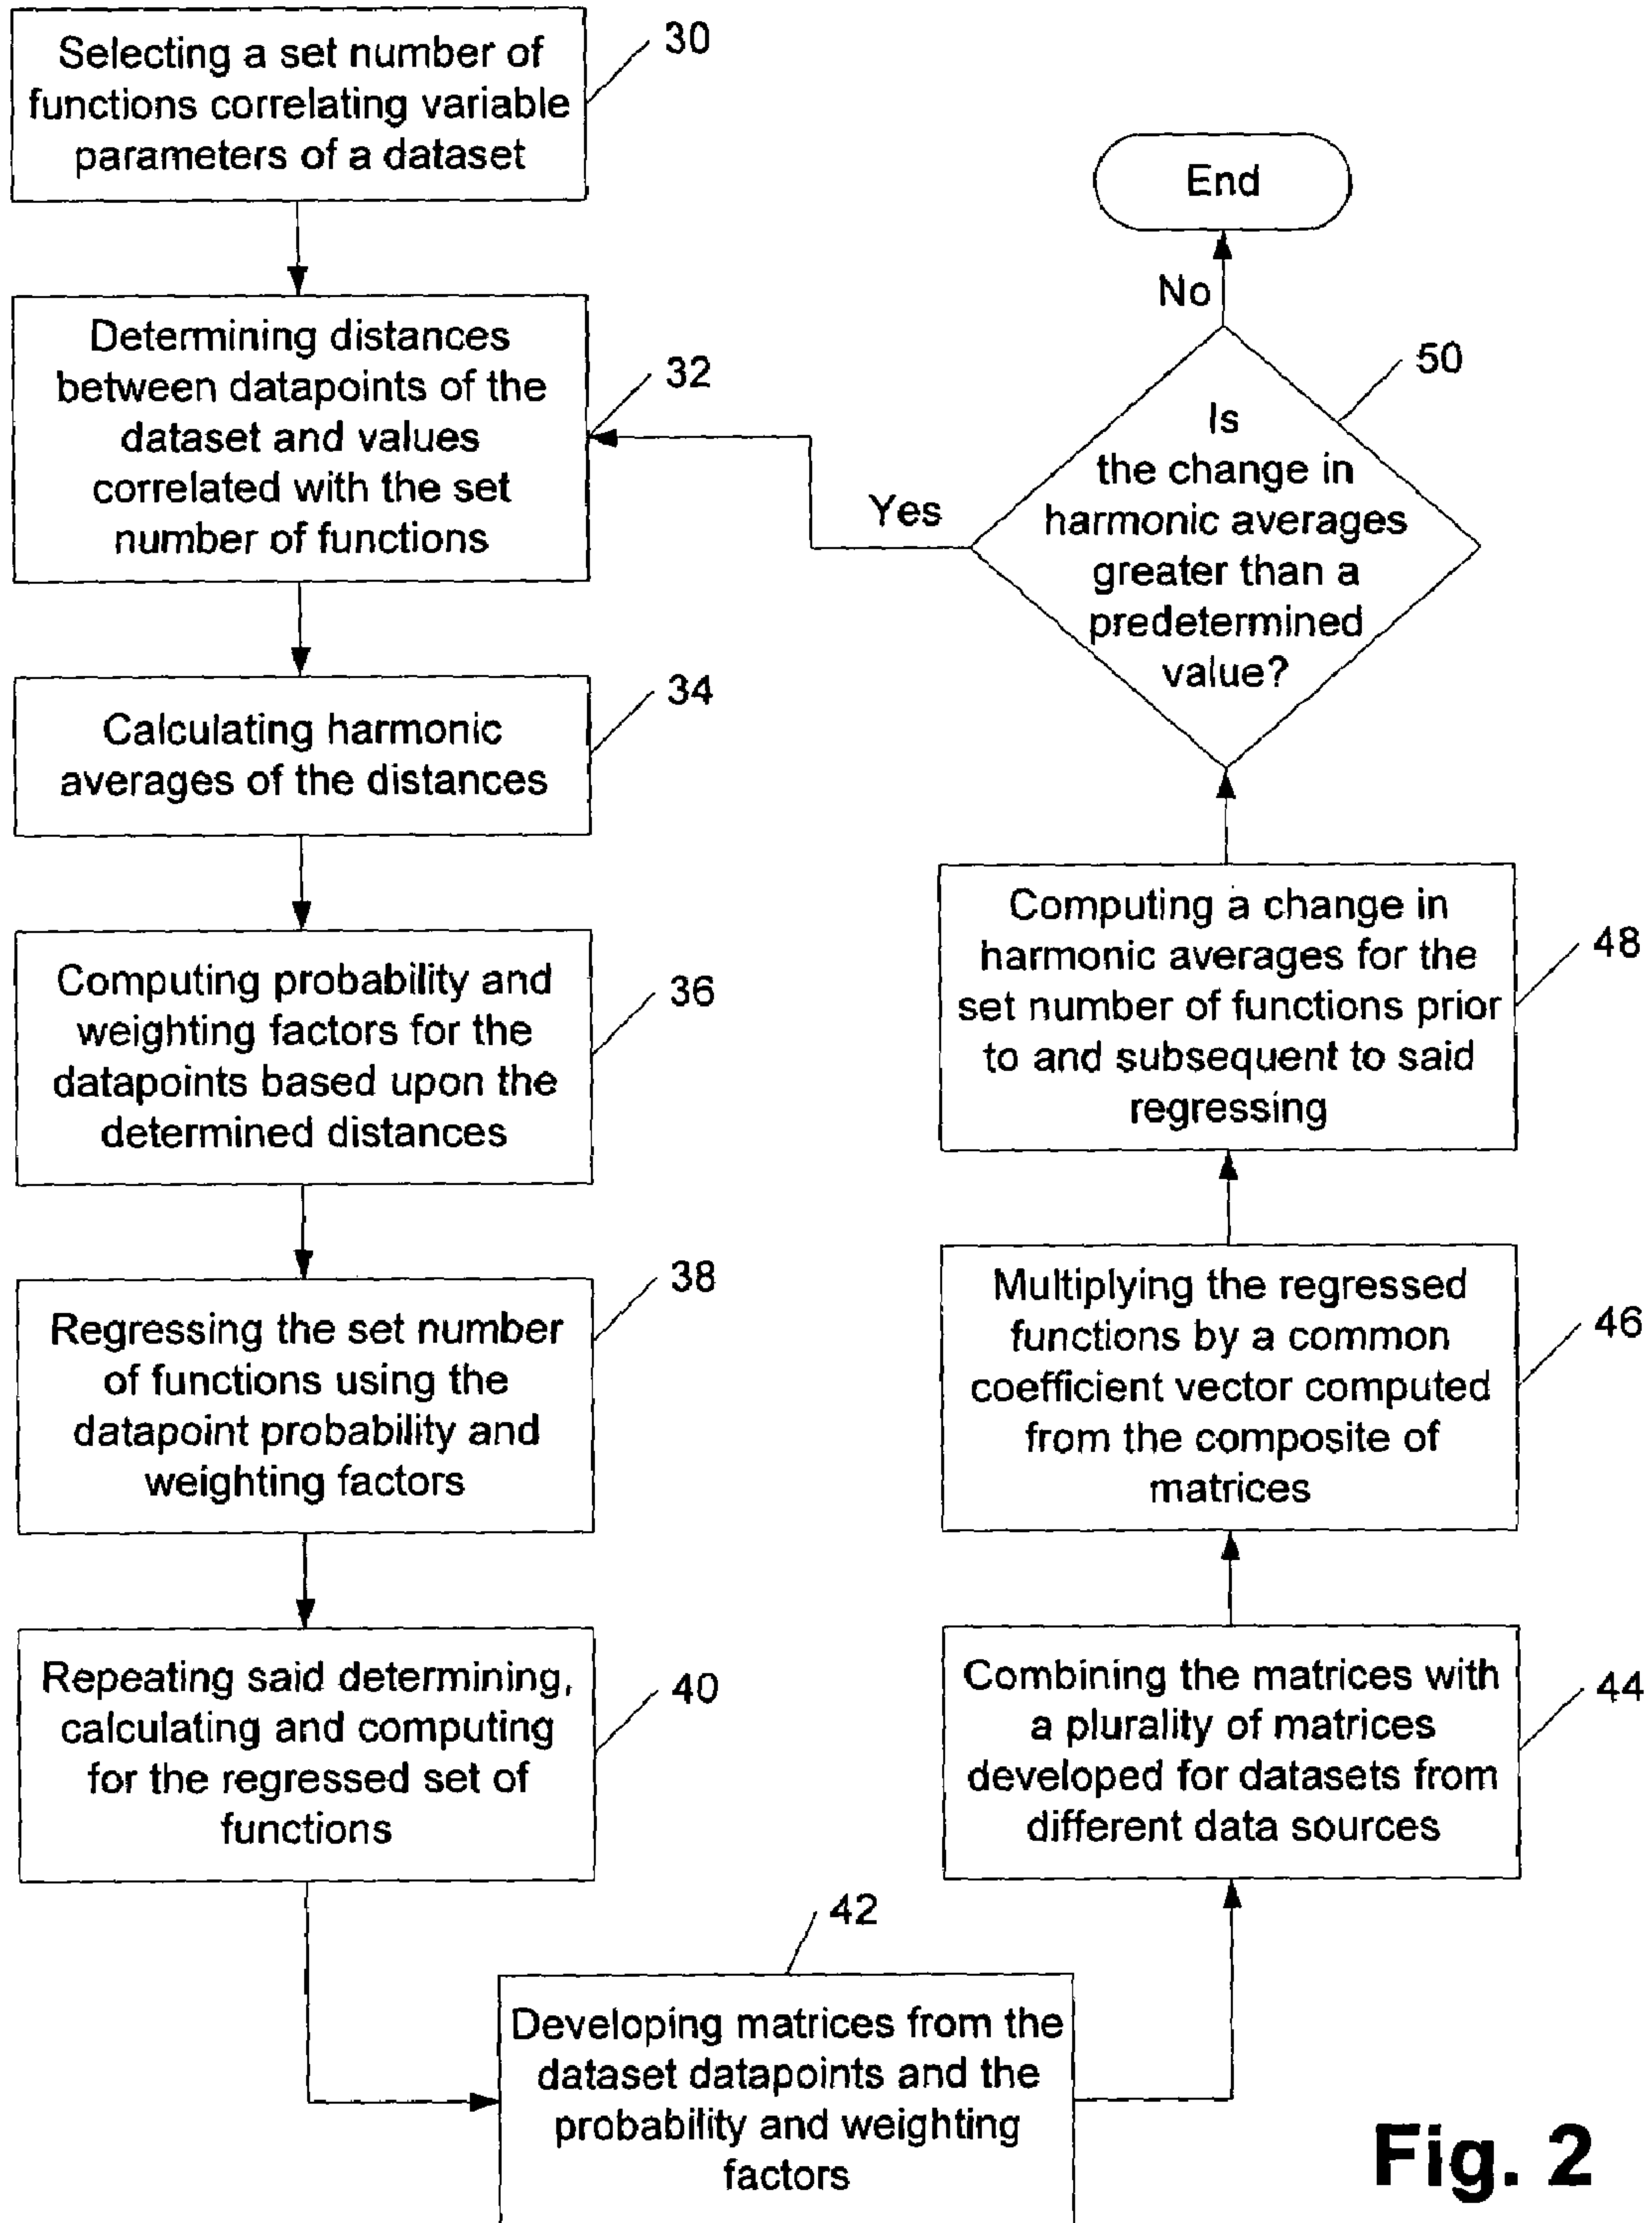 Selecting a set number of
functions correlating variable
parameters of a dataset
30
Determining distances
between datapoints of the
dataset and values
correlated with the set
number of functions
32
Calculating harmonic
averages of the distances
34
Computing probability and
weighting factors for the
datapoints based upon the
determined distances
36
Regressing the set number
of functions using the
datapoint probability and
weighting factors
38
Repeating said determining,
calculating and computing
for the regressed set of
functions
40
Developing matrices from the
dataset datapoints and the
probability and weighting
factors
42
Combining the matrices with
a plurality of matrices
developed for datasets from
different data sources
44
Multiplying the regressed
functions by a common
coefficient vector computed
from the composite of
matrices
46
Computing a change in
harmonic averages for the
set number of functions prior
to and subsequent to said
regressing
48
Is
the change in
harmonic averages
greater than a
predetermined
value?
50
Yes
No
End
Fig. 2